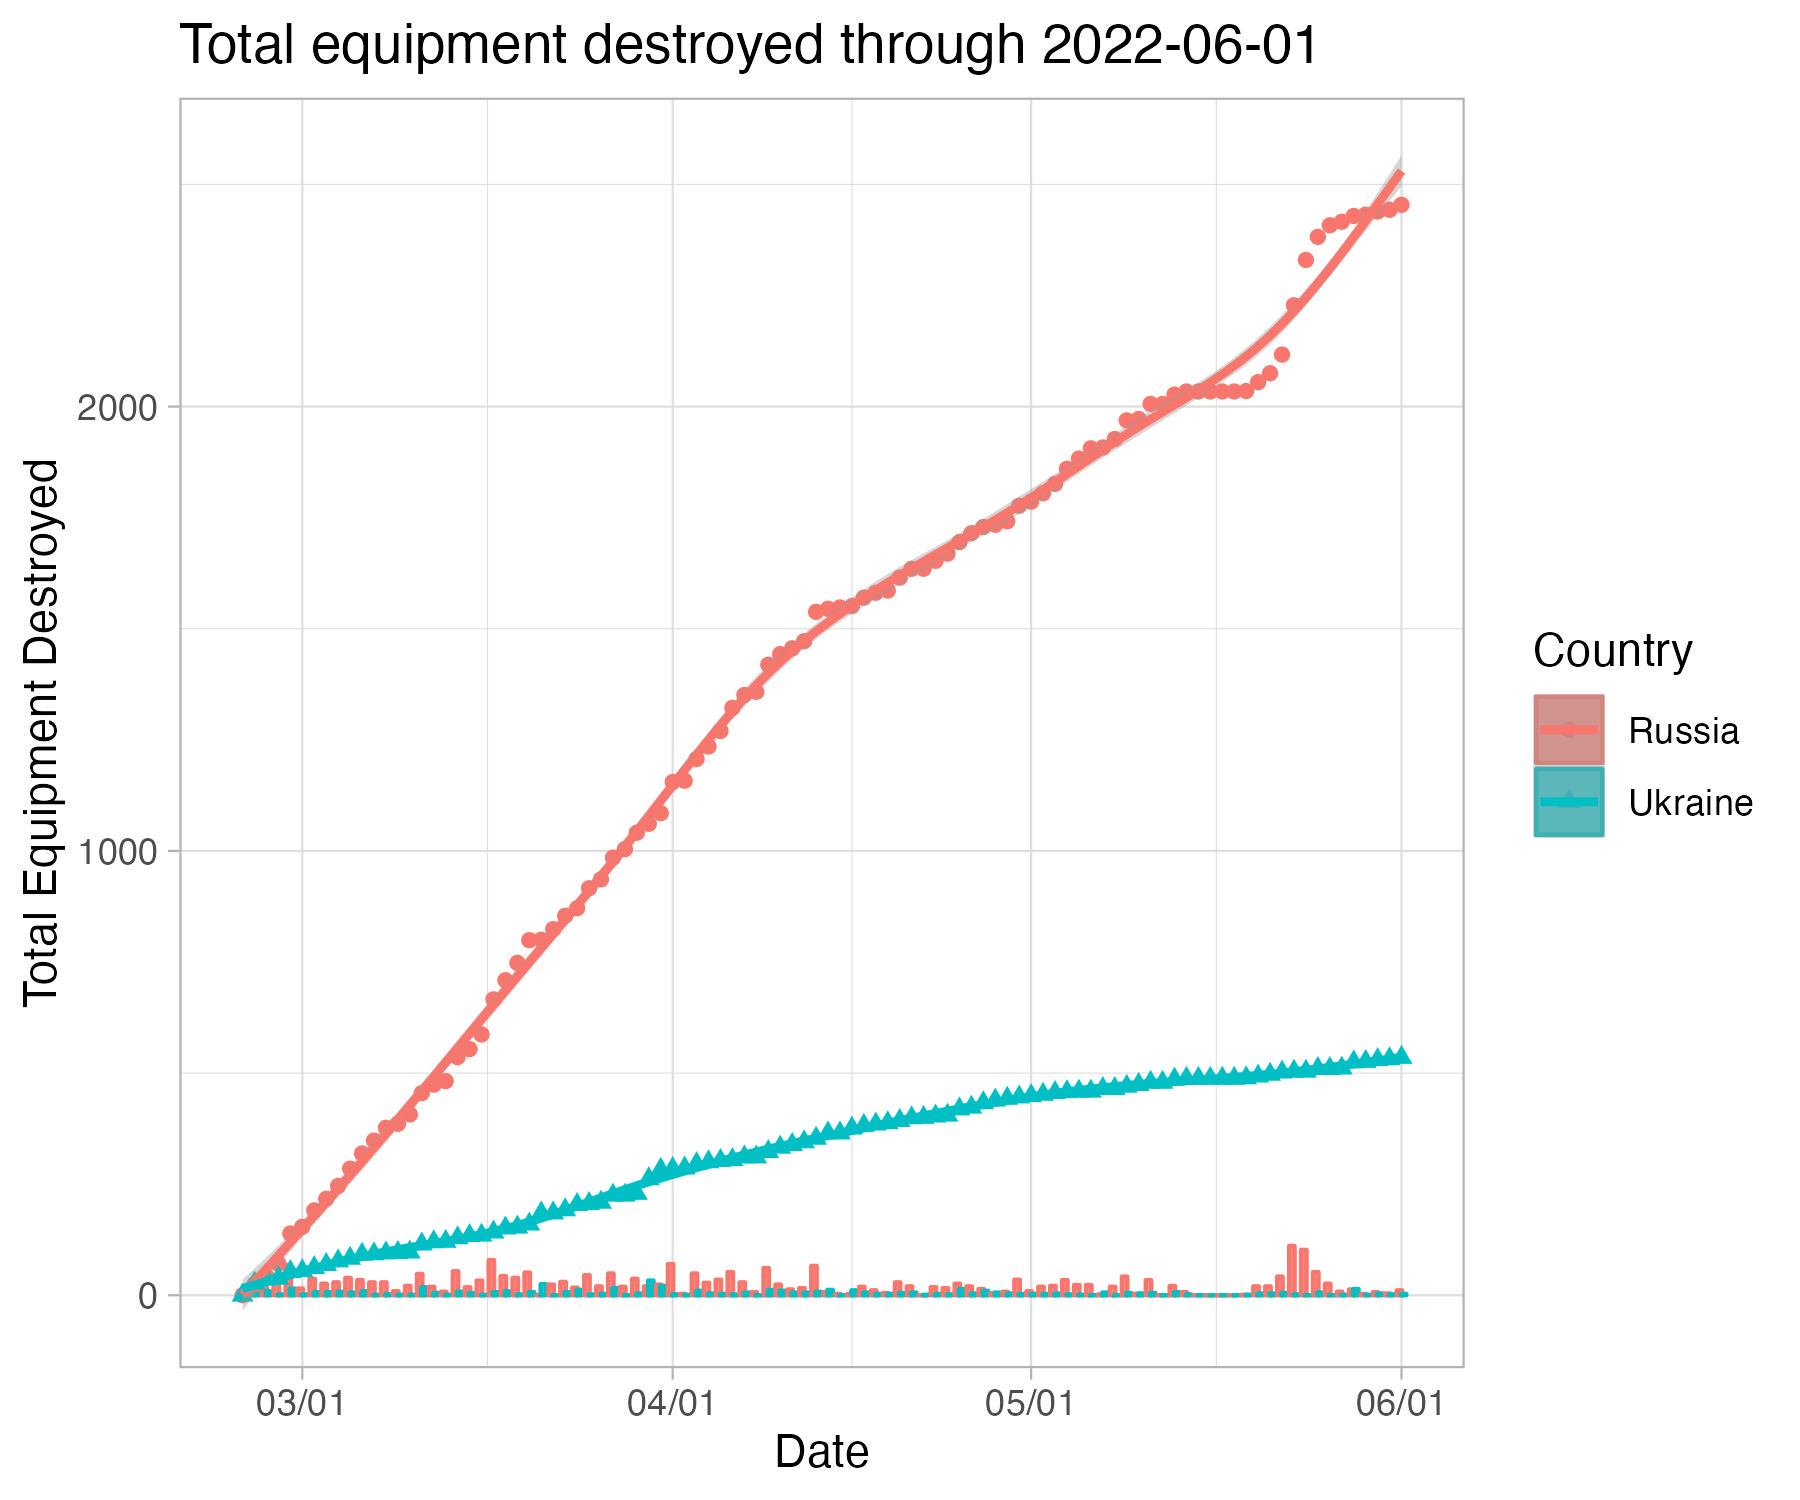 Total equipment destroyed through 2022-06-01
Total Equipment Destroyed
2000
1000
0
03/01
04/01
05/01
06/01
Date
Country
Russia
Ukraine